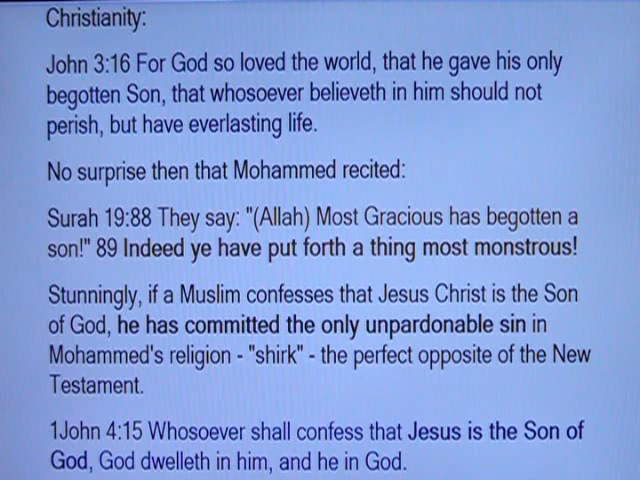 Christianity:
John 3:16 For God so loved the world, that he gave his only
begotten Son, that whosoever believeth in him should not
perish, but have everlasting life.
No surprise then that Mohammed recited:
Surah 19:88 They say: "(Allah) Most Gracious has begotten a
son!" 89 Indeed ye have put forth a thing most monstrous!
Stunningly, if a Muslim confesses that Jesus Christ is the Son
of God, he has committed the only unpardonable sin in
Mohammed's religion - "shirk" - the perfect opposite of the New
Testament.
1John 4:15 Whosoever shall confess that Jesus is the Son of
God, God dwelleth in him, and he in God.